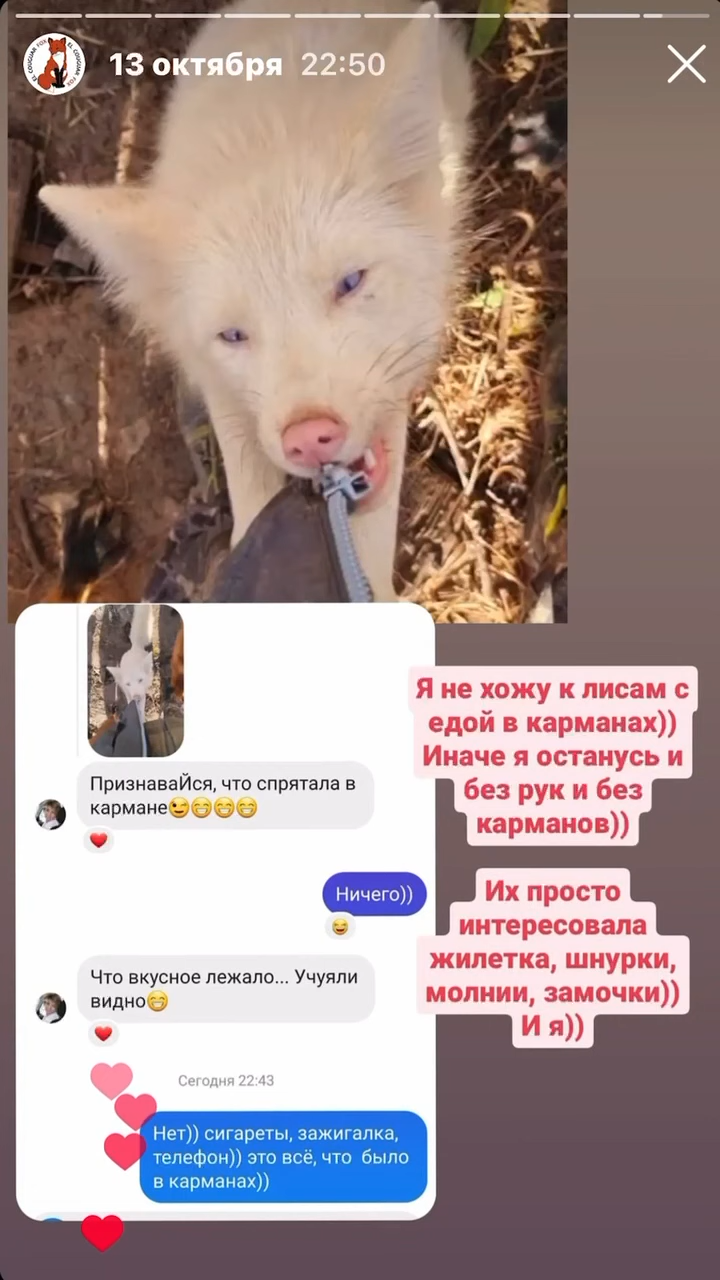 13 октября 22:50
ПризнаваЙся, что спрятала в
кармане😉😁😁😁
Ничего))
Что вкусное лежало... Учуяли
видно😁
Сегодня 22:43
Нет)) сигареты, зажигалка,
телефон)) это всё, что было
в карманах))
Я не хожу к лисам с
едой в карманах))
Иначе я останусь и
без рук и без
карманов))
Их просто
интересовала
жилетка, шнурки,
молнии, замочки))
И я))